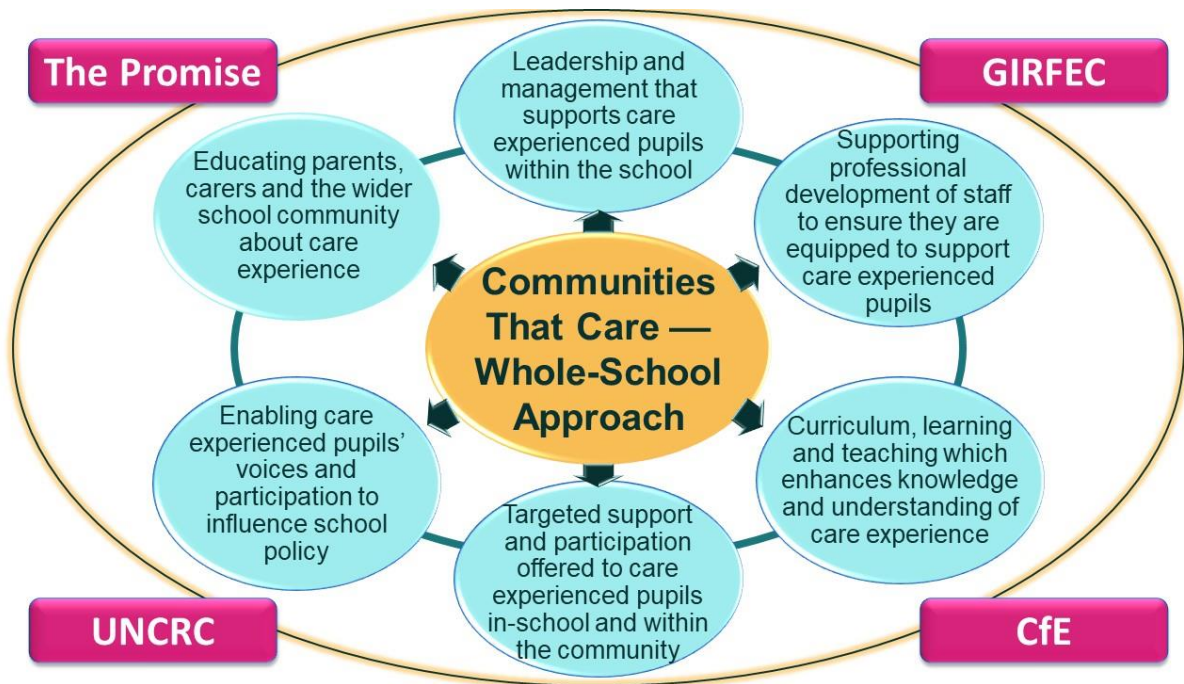 The Promise
GIRFEC
Leadership and
management that
supports care
experienced pupils
within the school
Supporting
professional
development of staff
to ensure they are
equipped to support
care experienced
pupils
Curriculum, learning
and teaching which
enhances knowledge
and understanding of
care experience
Targeted support
and participation
offered to care
experienced pupils
in-school and within
the community
Enabling care
experienced pupils’
voices and
participation to
influence school
policy
Educating parents,
carers and the wider
school community
about care
experience
Communities
That Care —
Whole-School
Approach
UNCRC
CfE